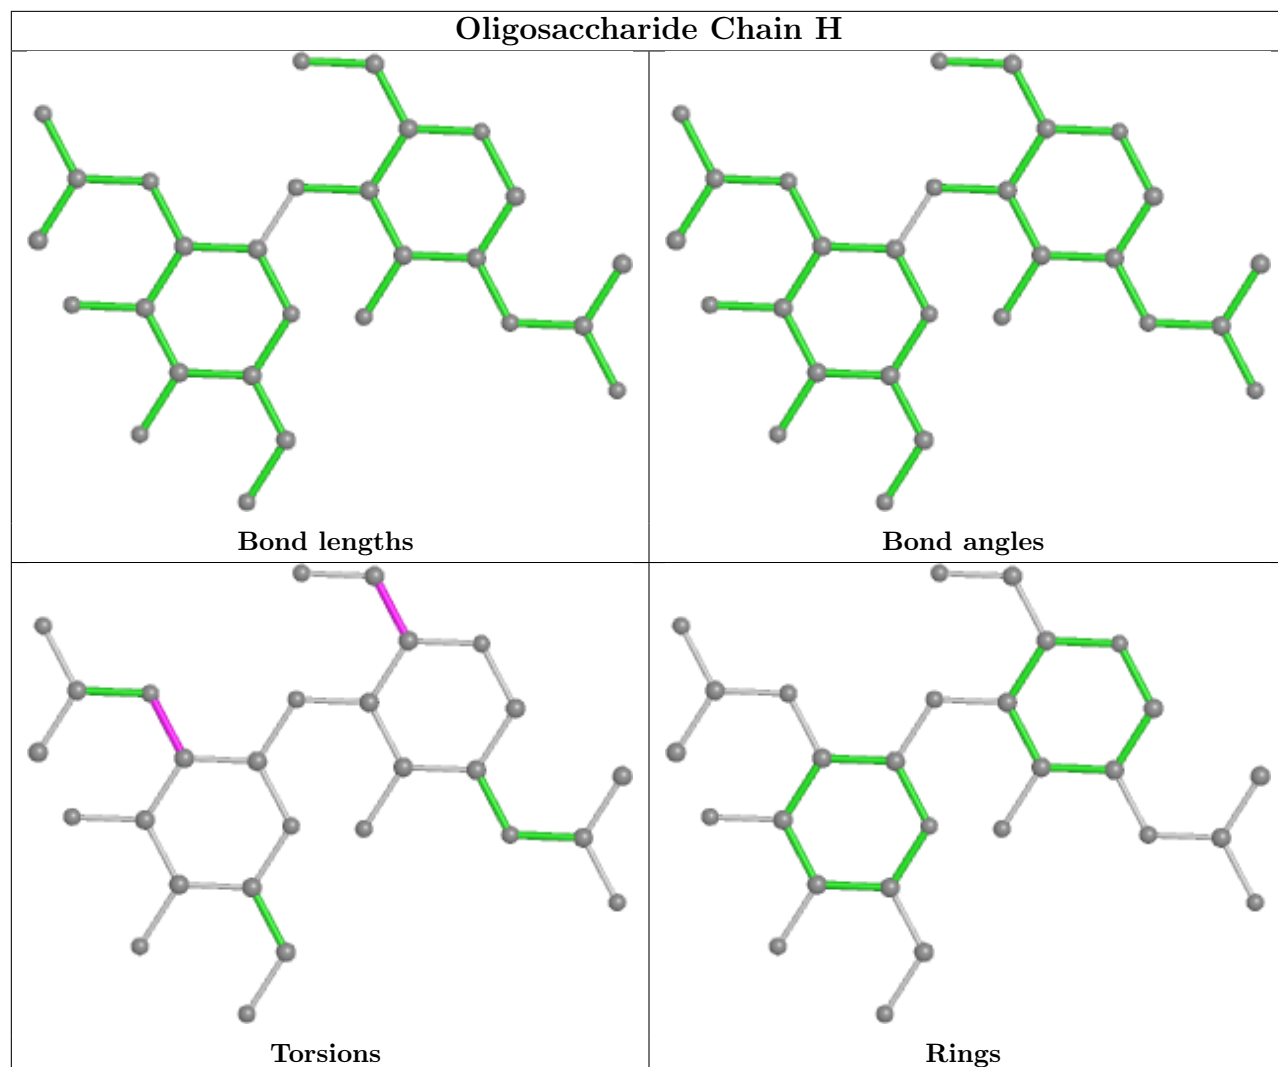 Oligosaccharide Chain H
Bond lengths
Bond angles
Torsions
Rings